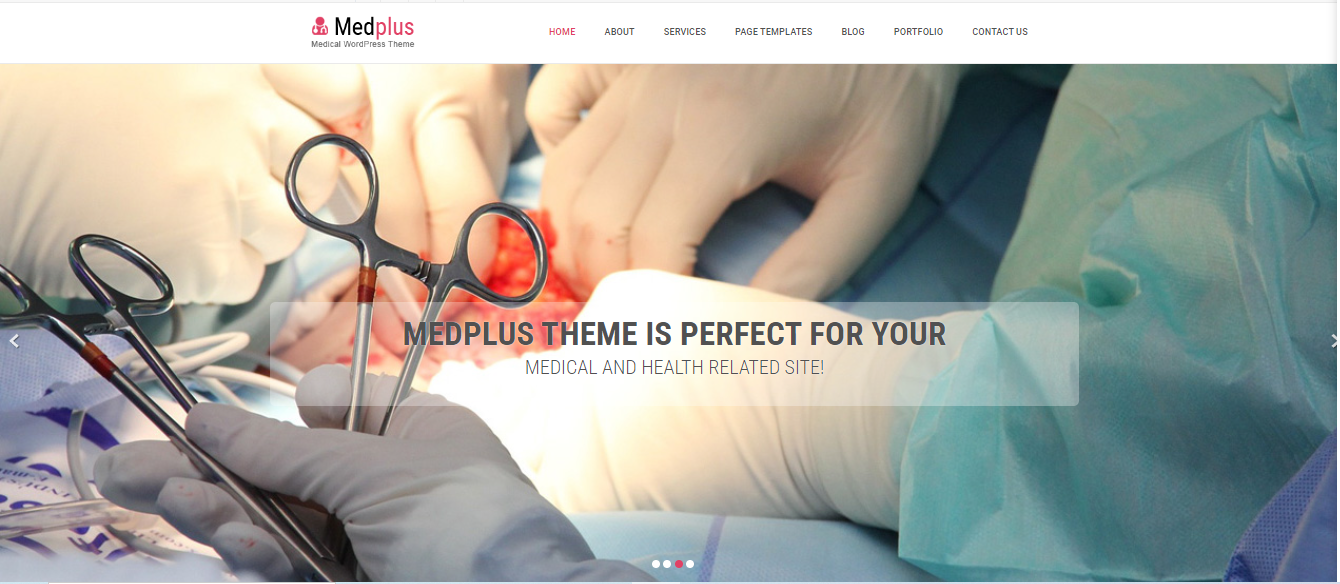 Medplus
Medical WordPress Theme
HOME ABOUT SERVICES PAGE TEMPLATES BLOG PORTFOLIO CONTACT US
MEDPLUS THEME IS PERFECT FOR YOUR
MEDICAL AND HEALTH RELATED SITE!